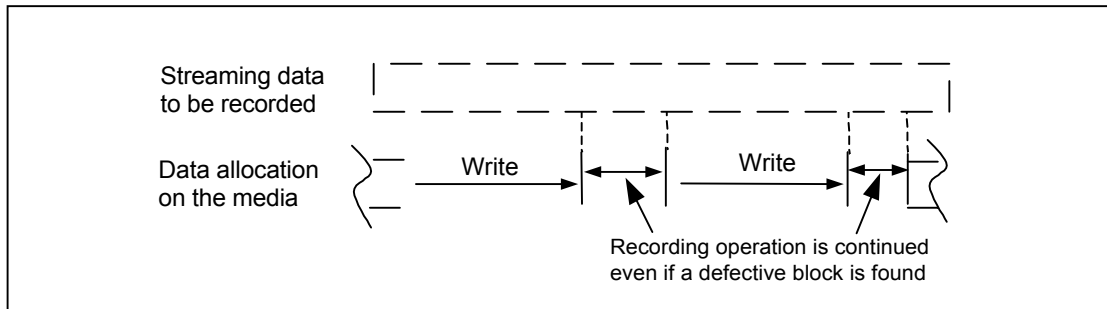 Streaming data
to be recorded
Data allocation
on the media
Write
Write
Recording operation is continued
even if a defective block is found